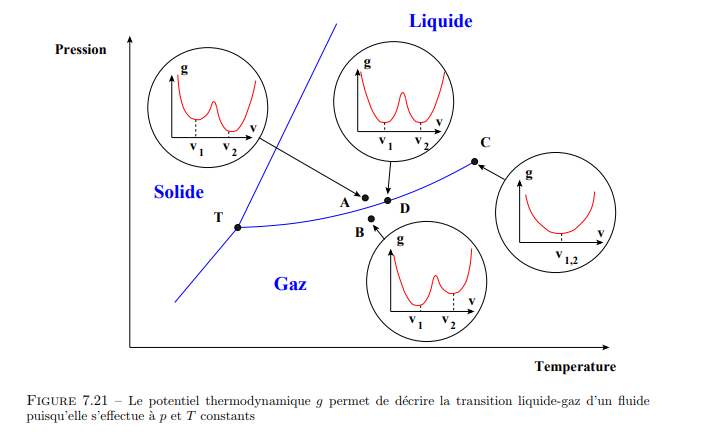 Liquide
Pression
g
v
v1
v2
g
v
v1
v2
C
Solide
A
D
T
B
g
v
v1,2
g
v
v1
v2
Gaz
Temperature
FIGURE 7.21 – Le potentiel thermodynamique g permet de décrire la transition liquide-gaz d'un fluide
puisqu'elle s'effectue à p et T constants